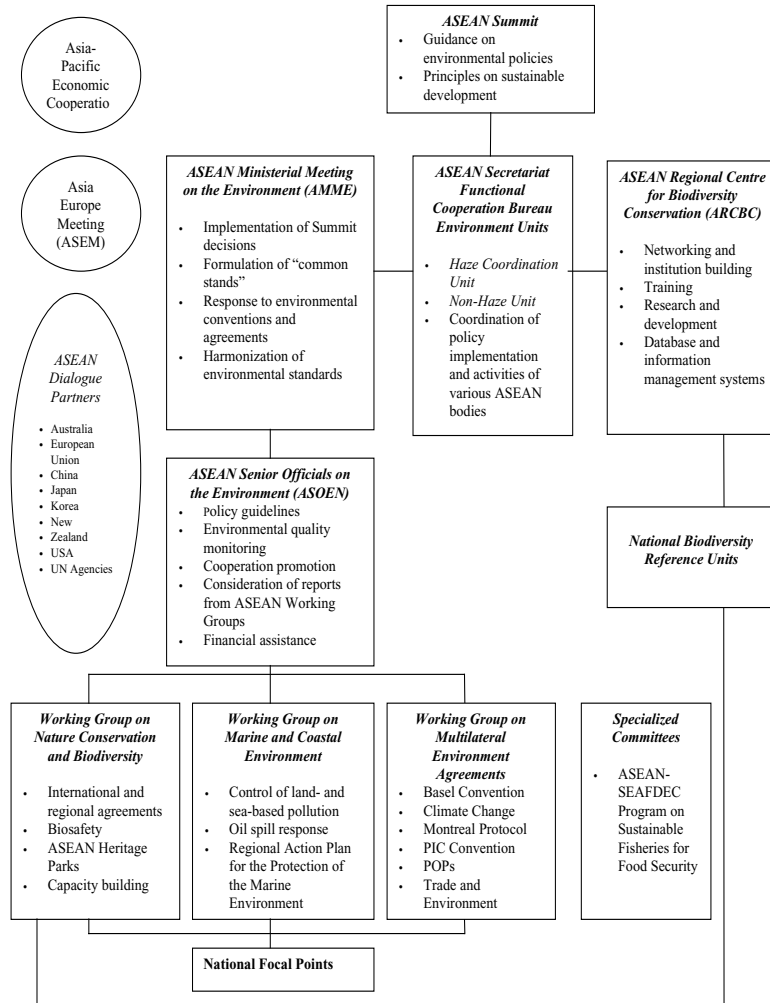 Asia-
Pacific
Economic
Cooperatio
ASEAN Summit
• Guidance on
environmental policies
• Principles on sustainable
development
Asia
Europe
Meeting
(ASEM)
ASEAN Ministerial Meeting
on the Environment (AMME)
• Implementation of Summit
decisions
• Formulation of “common
stands”
• Response to environmental
conventions and
agreements
• Harmonization of
environmental standards
ASEAN Secretariat
Functional
Cooperation Bureau
Environment Units
• Haze Coordination
Unit
• Non-Haze Unit
• Coordination of
policy
implementation
and activities of
various ASEAN
bodies
ASEAN Regional Centre
for Biodiversity
Conservation (ARCBC)
• Networking and
institution building
• Training
• Research and
development
• Database and
information
management systems
ASEAN
Dialogue
Partners
• Australia
• European
Union
• China
• Japan
• Korea
• New
• Zealand
• USA
• UN Agencies
ASEAN Senior Officials on
the Environment (ASOEN)
• Policy guidelines
• Environmental quality
monitoring
• Cooperation promotion
• Consideration of reports
from ASEAN Working
Groups
• Financial assistance
National Biodiversity
Reference Units
Working Group on
Nature Conservation
and Biodiversity
• International and
regional agreements
• Biosafety
• ASEAN Heritage
Parks
• Capacity building
Working Group on
Marine and Coastal
Environment
• Control of land- and
sea-based pollution
• Oil spill response
• Regional Action Plan
for the Protection of
the Marine
Environment
Working Group on
Multilateral
Environment
Agreements
• Basel Convention
• Climate Change
• Montreal Protocol
• PIC Convention
• POPs
• Trade and
Environment
Specialized
Committees
• ASEAN-
SEAFDEC
Program on
Sustainable
Fisheries for
Food Security
National Focal Points